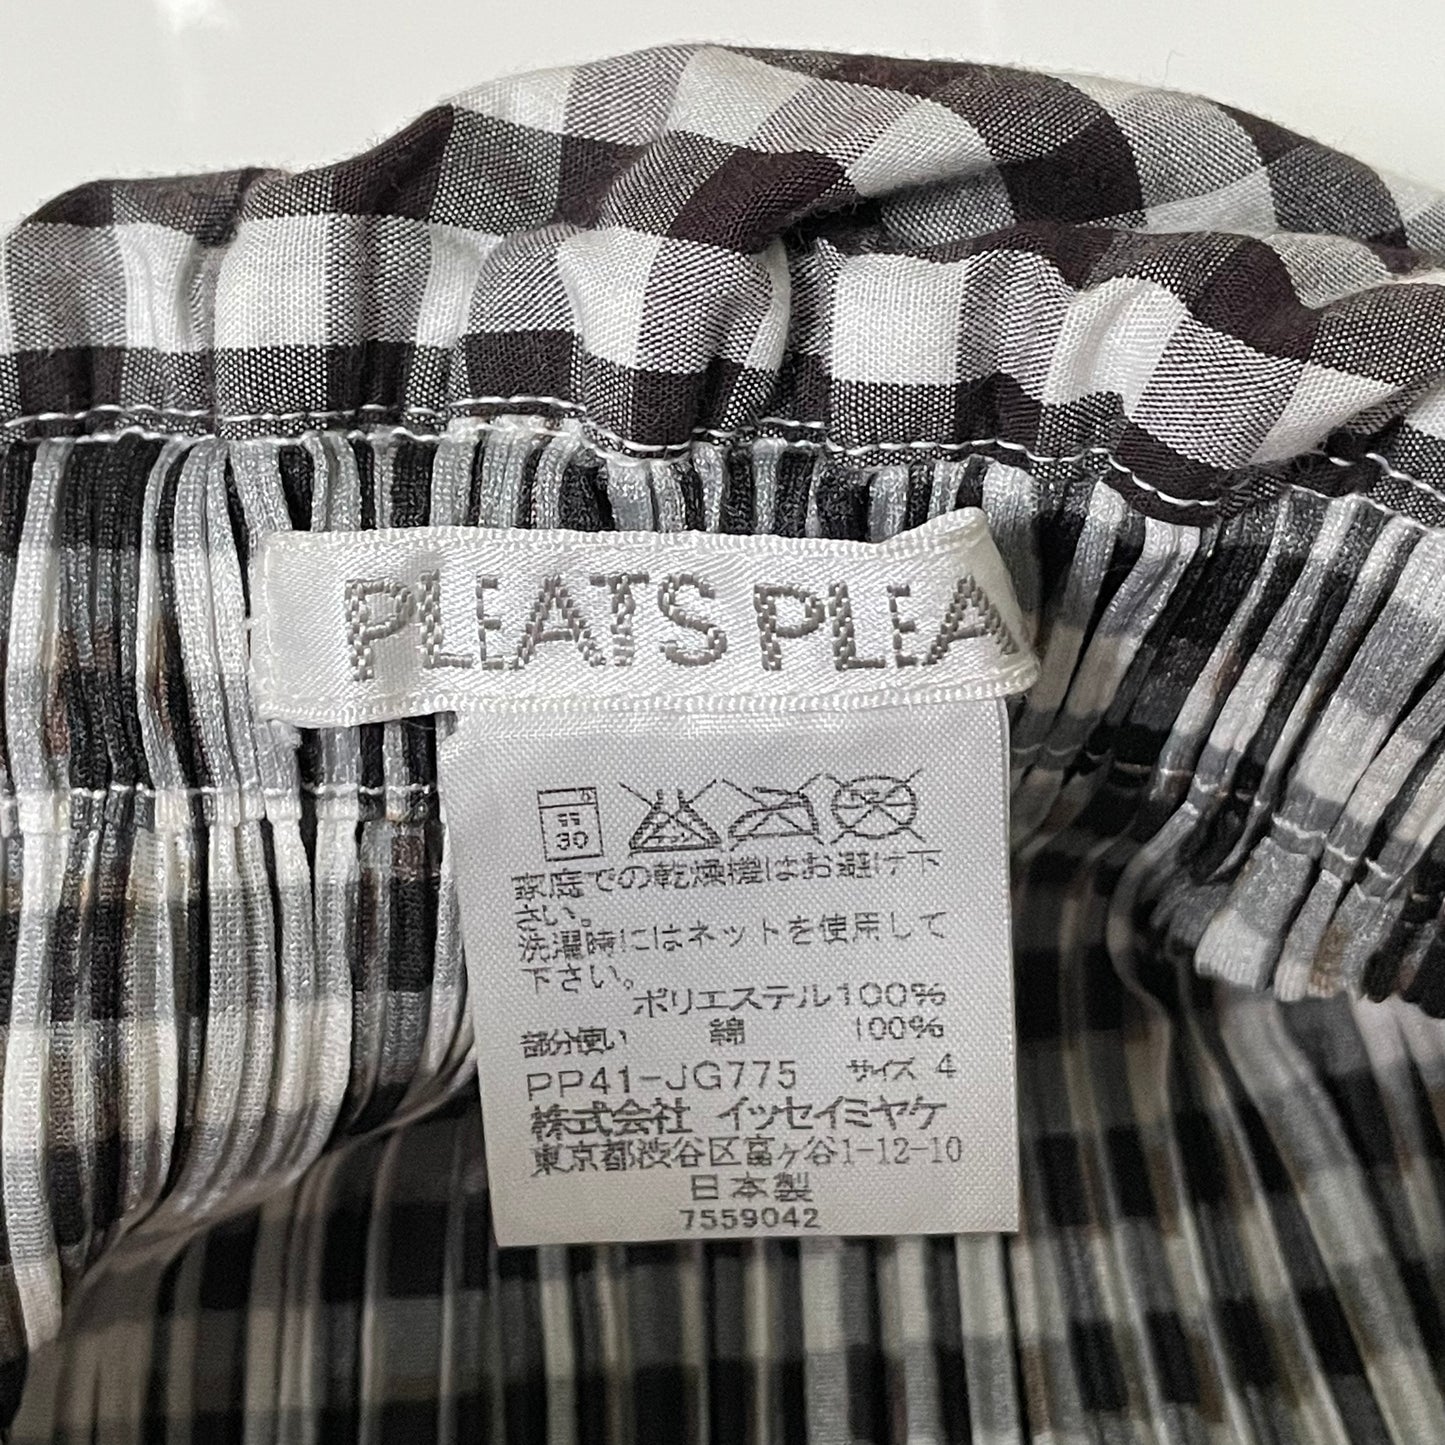 PLEATS PLEA
30
家庭での乾燥機はお避け下
さい。
洗濯時にはネットを使用して
下さい。
ポリエステル100%
部分使い 綿 100%
PP41-JG775 サイズ 4
株式会社 イッセイミヤケ
東京都渋谷区富ヶ谷1-12-10
日本製
7559042